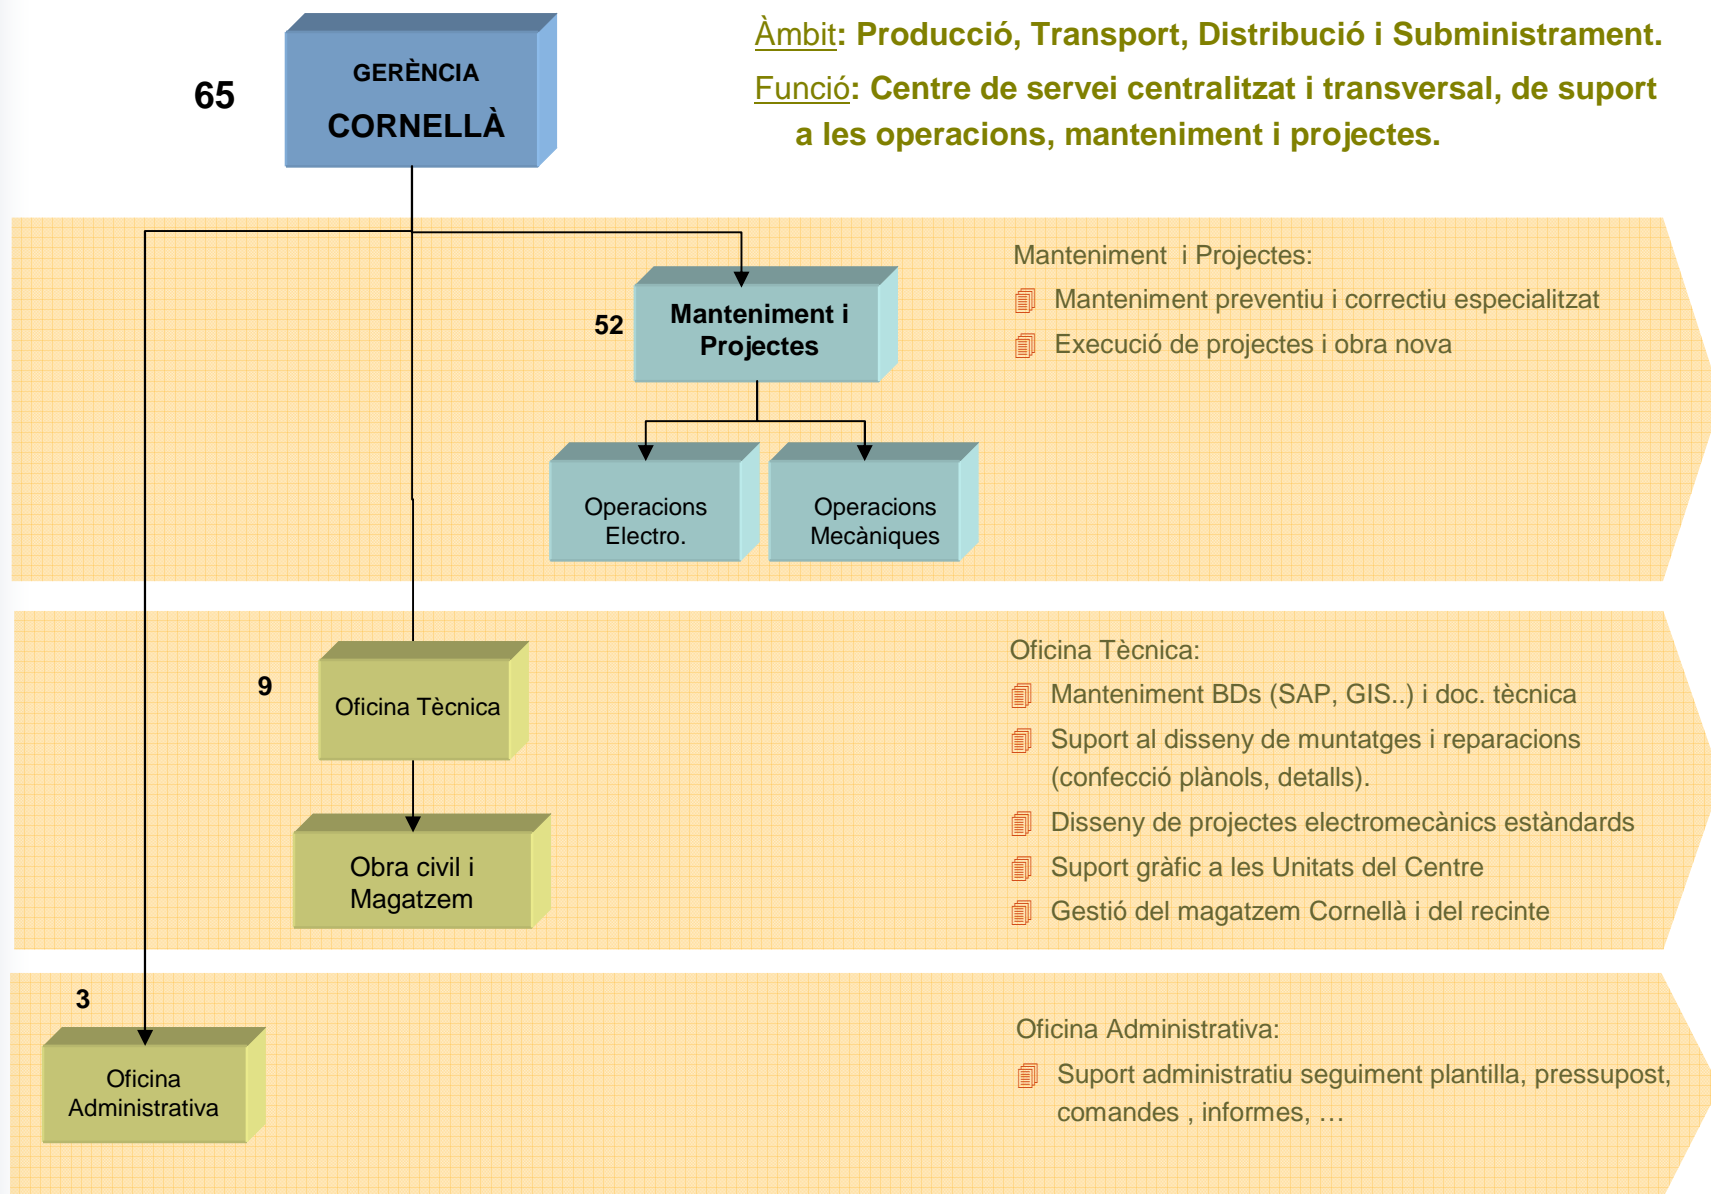 65
GERÈNCIA
CORNELLÀ
Àmbit: Producció, Transport, Distribució i Subministrament.
Funció: Centre de servei centralitzat i transversal, de suport
a les operacions, manteniment i projectes.
52
Manteniment i
Projectes
Operacions
Electro.
Operacions
Mecàniques
Manteniment i Projectes:
Manteniment preventiu i correctiu especialitzat
Execució de projectes i obra nova
9
Oficina Tècnica
Obra civil i
Magatzem
Oficina Tècnica:
Manteniment BDs (SAP, GIS..) i doc. tècnica
Suport al disseny de muntatges i reparacions
(confecció plànols, detalls).
Disseny de projectes electromecànics estàndards
Suport gràfic a les Unitats del Centre
Gestió del magatzem Cornellà i del recinte
3
Oficina
Administrativa
Oficina Administrativa:
Suport administratiu seguiment plantilla, pressupost,
comandes , informes, …